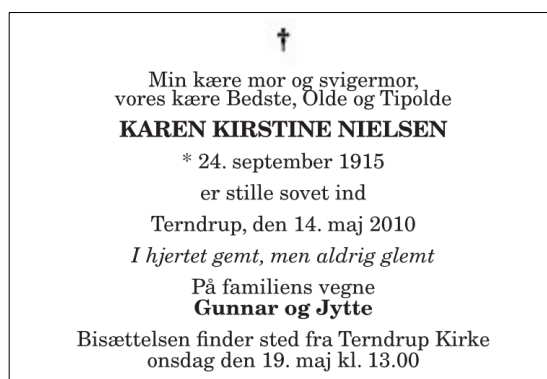 †
Min kære mor og svigermor,
vores kære Bedste, Olde og Tipolde
KAREN KIRSTINE NIELSEN
* 24. september 1915
er stille sovet ind
Terndrup, den 14. maj 2010
I hjertet gemt, men aldrig glemt
På familiens vegne
Gunnar og Jytte
Bisættelsen finder sted fra Terndrup Kirke
onsdag den 19. maj kl. 13.00